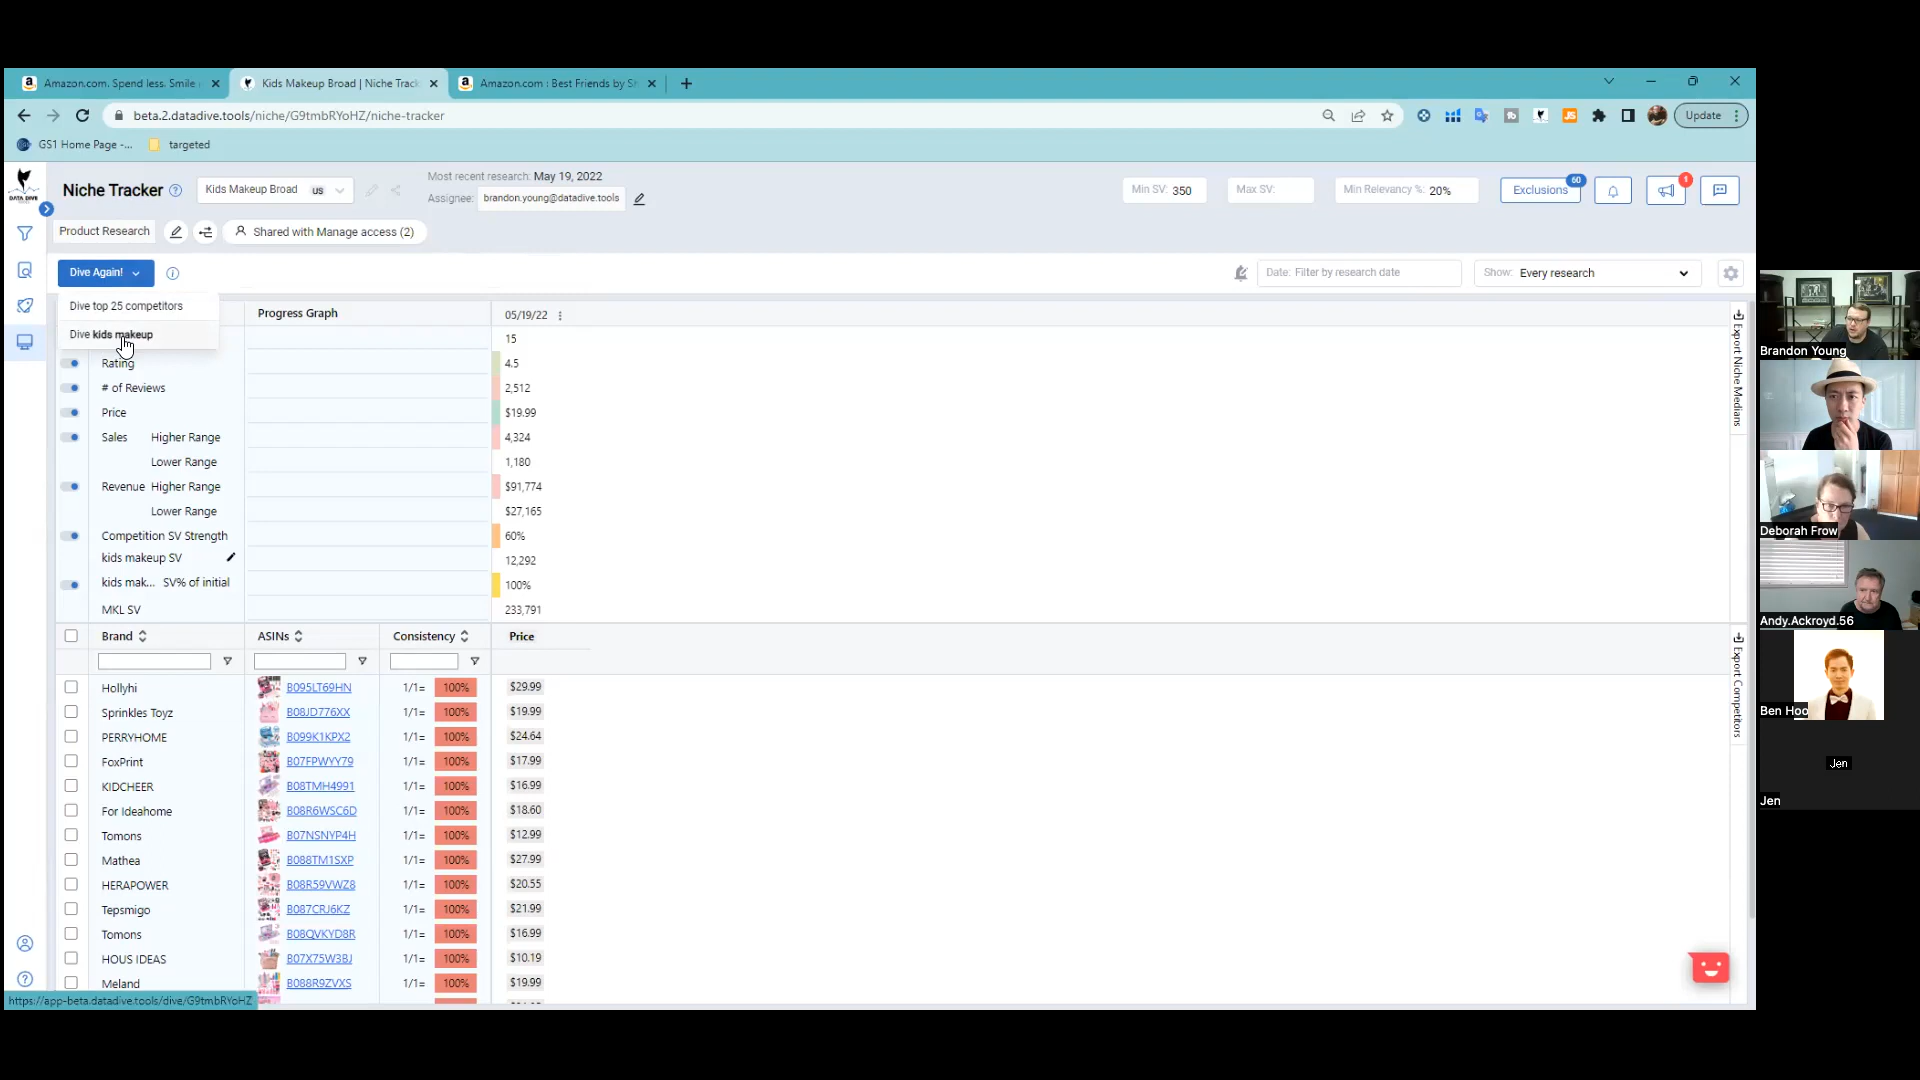 Amazon.com. Spend less. Smile
Kids Makeup Broad | Niche Track
Amazon.com : Best Friends by Sh
beta.2.datadive.tools/niche/G9tmbRYoHZ/niche-tracker
Update
GS1 Home Page -...
targeted
DATA DIVE
Niche Tracker
Kids Makeup Broad US
Most recent research: May 19, 2022
Assignee: brandon.young@datadive.tools
Min SV: 350
Max SV:
Min Relevancy %: 20%
Exclusions 60
1
Product Research
Shared with Manage access (2)
Dive Again!
Date: Filter by research date
Show: Every research
Dive top 25 competitors
Dive kids makeup
Progress Graph
05/19/22
15
Rating 4.5
# of Reviews 2,512
Price $19.99
Sales Higher Range 4,324
Lower Range 1,180
Revenue Higher Range $91,774
Lower Range $27,165
Competition SV Strength 60%
kids makeup SV 12,292
kids mak... SV% of initial 100%
MKL SV 233,791
Export Niche Medians
Brand ASINs Consistency Price
Hollyhi B095LT69HN 1/1= 100% $29.99
Sprinkles Toyz B08JD776XX 1/1= 100% $19.99
PERRYHOME B099K1KPX2 1/1= 100% $24.64
FoxPrint B07FPWYY79 1/1= 100% $17.99
KIDCHEER B08TMH4991 1/1= 100% $16.99
For Ideahome B08R6WSC6D 1/1= 100% $18.60
Tomons B07NSNYP4H 1/1= 100% $12.99
Mathea B088TM1SXP 1/1= 100% $27.99
HERAPOWER B08R59VWZ8 1/1= 100% $20.55
Tepsmigo B087CRJ6KZ 1/1= 100% $21.99
Tomons B08QVKYD8R 1/1= 100% $16.99
HOUS IDEAS B07X75W3BJ 1/1= 100% $10.19
Meland B088R9ZVXS 1/1= 100% $19.99
Export Competitors
https://app-beta.datadive.tools/dive/G9tmbRYoHZ
Brandon Young
Deborah Frow
Andy.Ackroyd.56
Ben Hoo
Jen
Jen